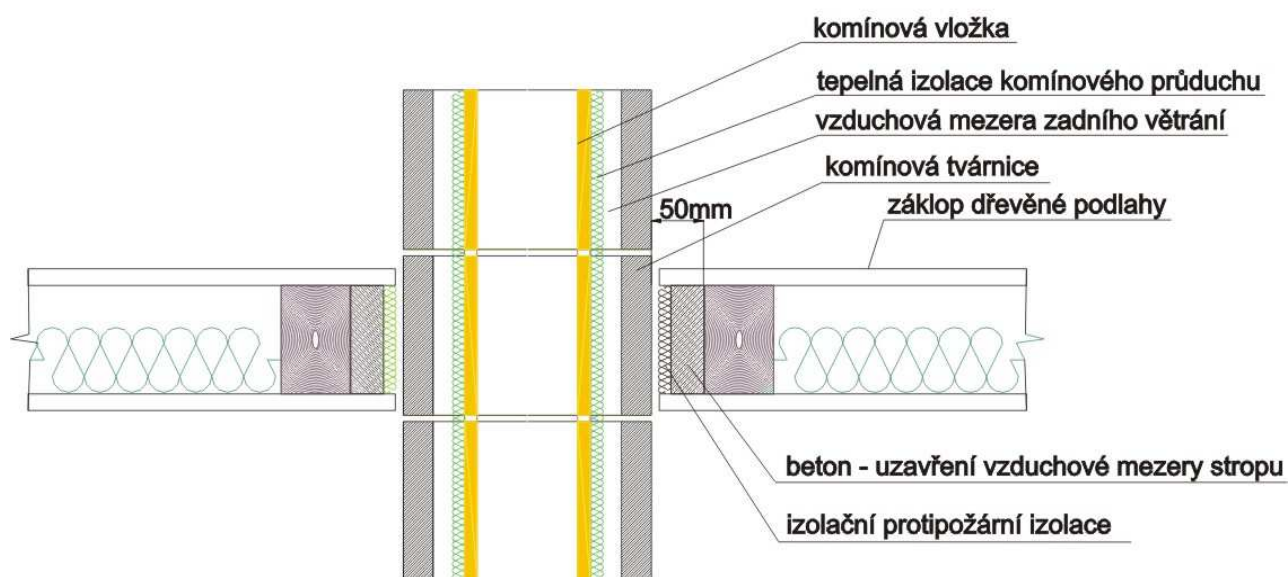 komínová vložka
tepelná izolace komínového průduchu
vzduchová mezera zadního větrání
komínová tvárnice
50mm
záklop dřevěné podlahy
beton - uzavření vzduchové mezery stropu
izolační protipožární izolace